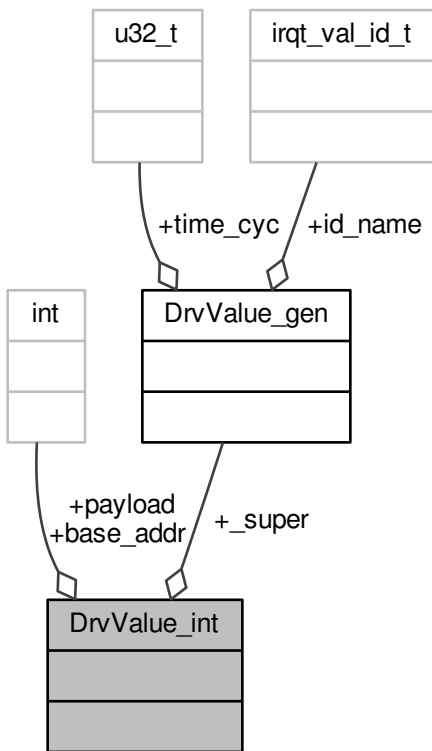 u32_t
irqt_val_id_t
+time_cyc
+id_name
int
DrvValue_gen
+payload
+base_addr
+_super
DrvValue_int